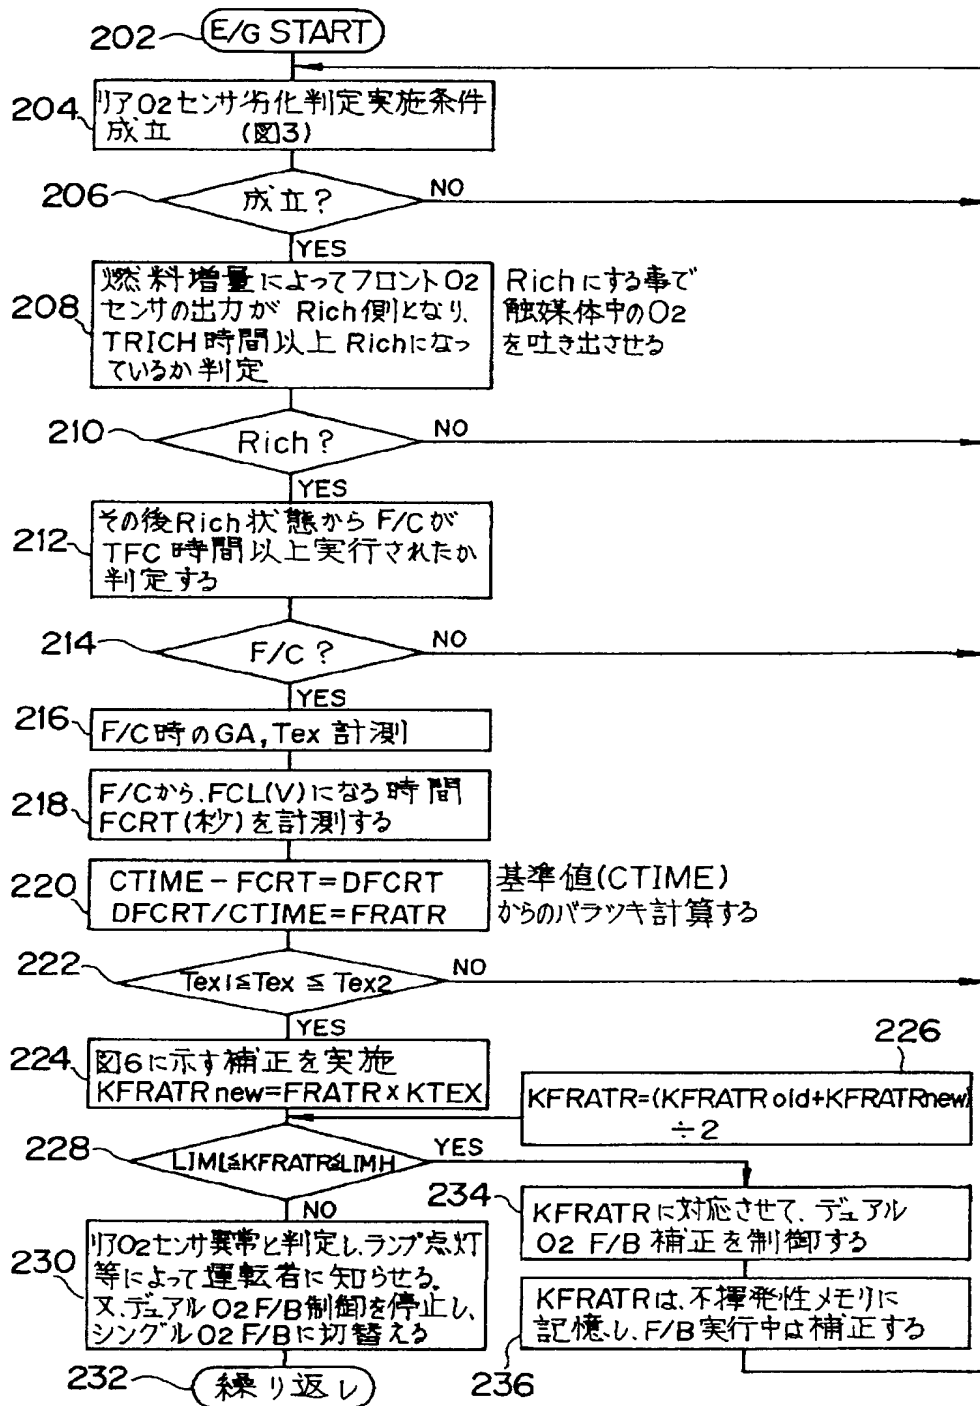 202
E/G START
204
リアO2センサ劣化判定実施条件
成立 (図3)
206
成立?
NO
YES
208
燃料増量によってフロントO2
センサの出力が Rich側となり、
TRICH時間以上 Richになっ
ているか判定
Richにする事で
触媒体中のO2
を吐き出させる
210
Rich?
NO
YES
212
その後Rich状態から F/Cが
TFC時間以上実行されたか
判定する
214
F/C?
NO
YES
216
F/C時のGA,Tex計測
218
F/Cから、FCL(V)になる時間
FCRT(秒)を計測する
220
CTIME-FCRT=DFCRT
DFCRT/CTIME=FRATR
基準値(CTIME)
からのバラツキ計算する
222
Tex1≦Tex≦Tex2
NO
YES
224
図6に示す補正を実施
KFRATRnew=FRATR×KTEX
226
KFRATR=(KFRATRold+KFRATRnew)
÷2
228
LIML≦KFRATR≦LIMH
YES
NO
230
リアO2センサ異常と判定し、ランプ点灯
等によって運転者に知らせる。
又、デュアルO2 F/B制御を停止し、
シングルO2 F/Bに切替える
232
繰り返し
234
KFRATRに対応させて、デュアル
O2 F/B 補正を制御する
KFRATRは、不揮発性メモリに
記憶し、F/B実行中は補正する
236